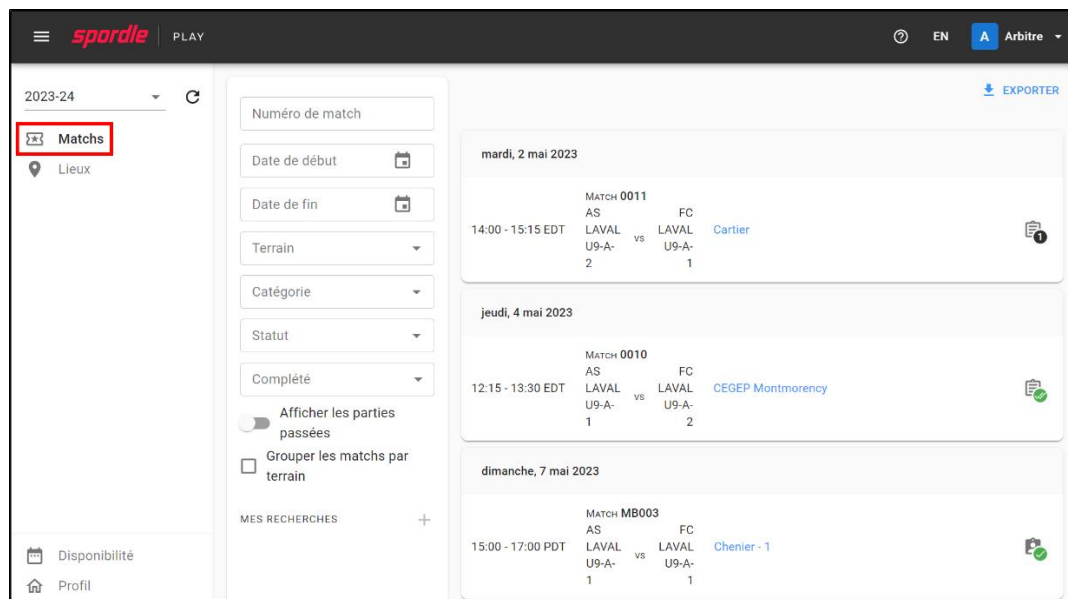 spordle PLAY
EN
A Arbitre
2023-24
Matchs
Lieux
Disponibilité
Profil
Numéro de match
Date de début
Date de fin
Terrain
Catégorie
Statut
Complété
Afficher les parties
passées
Grouper les matchs par
terrain
MES RECHERCHES
EXPORTER
mardi, 2 mai 2023
14:00 - 15:15 EDT
MATCH 0011
AS
LAVAL
U9-A-
2
vs
FC
LAVAL
U9-A-
1
Cartier
1
jeudi, 4 mai 2023
12:15 - 13:30 EDT
MATCH 0010
AS
LAVAL
U9-A-
1
vs
FC
LAVAL
U9-A-
2
CEGEP Montmorency
dimanche, 7 mai 2023
15:00 - 17:00 PDT
MATCH MB003
AS
LAVAL
U9-A-
1
vs
FC
LAVAL
U9-A-
1
Chenier - 1